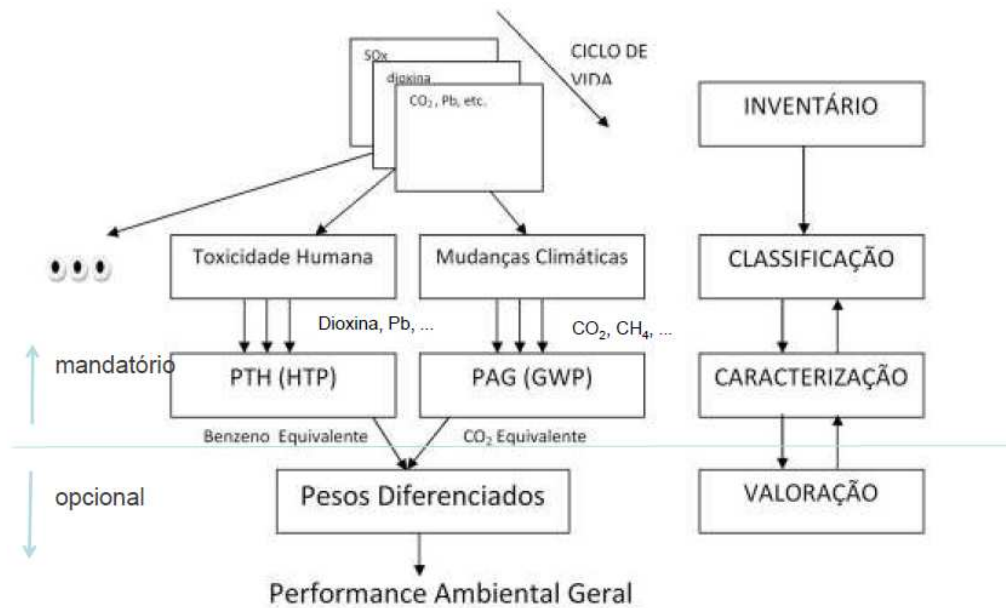 SOx
dioxina
CO₂, Pb, etc.
CICLO DE
VIDA
INVENTÁRIO
Toxicidade Humana
Mudanças Climáticas
CLASSIFICAÇÃO
Dioxina, Pb, ...
CO₂, CH₄, ...
mandatório
PTH (HTP)
PAG (GWP)
CARACTERIZAÇÃO
Benzeno Equivalente
CO₂ Equivalente
opcional
Pesos Diferenciados
VALORAÇÃO
Performance Ambiental Geral